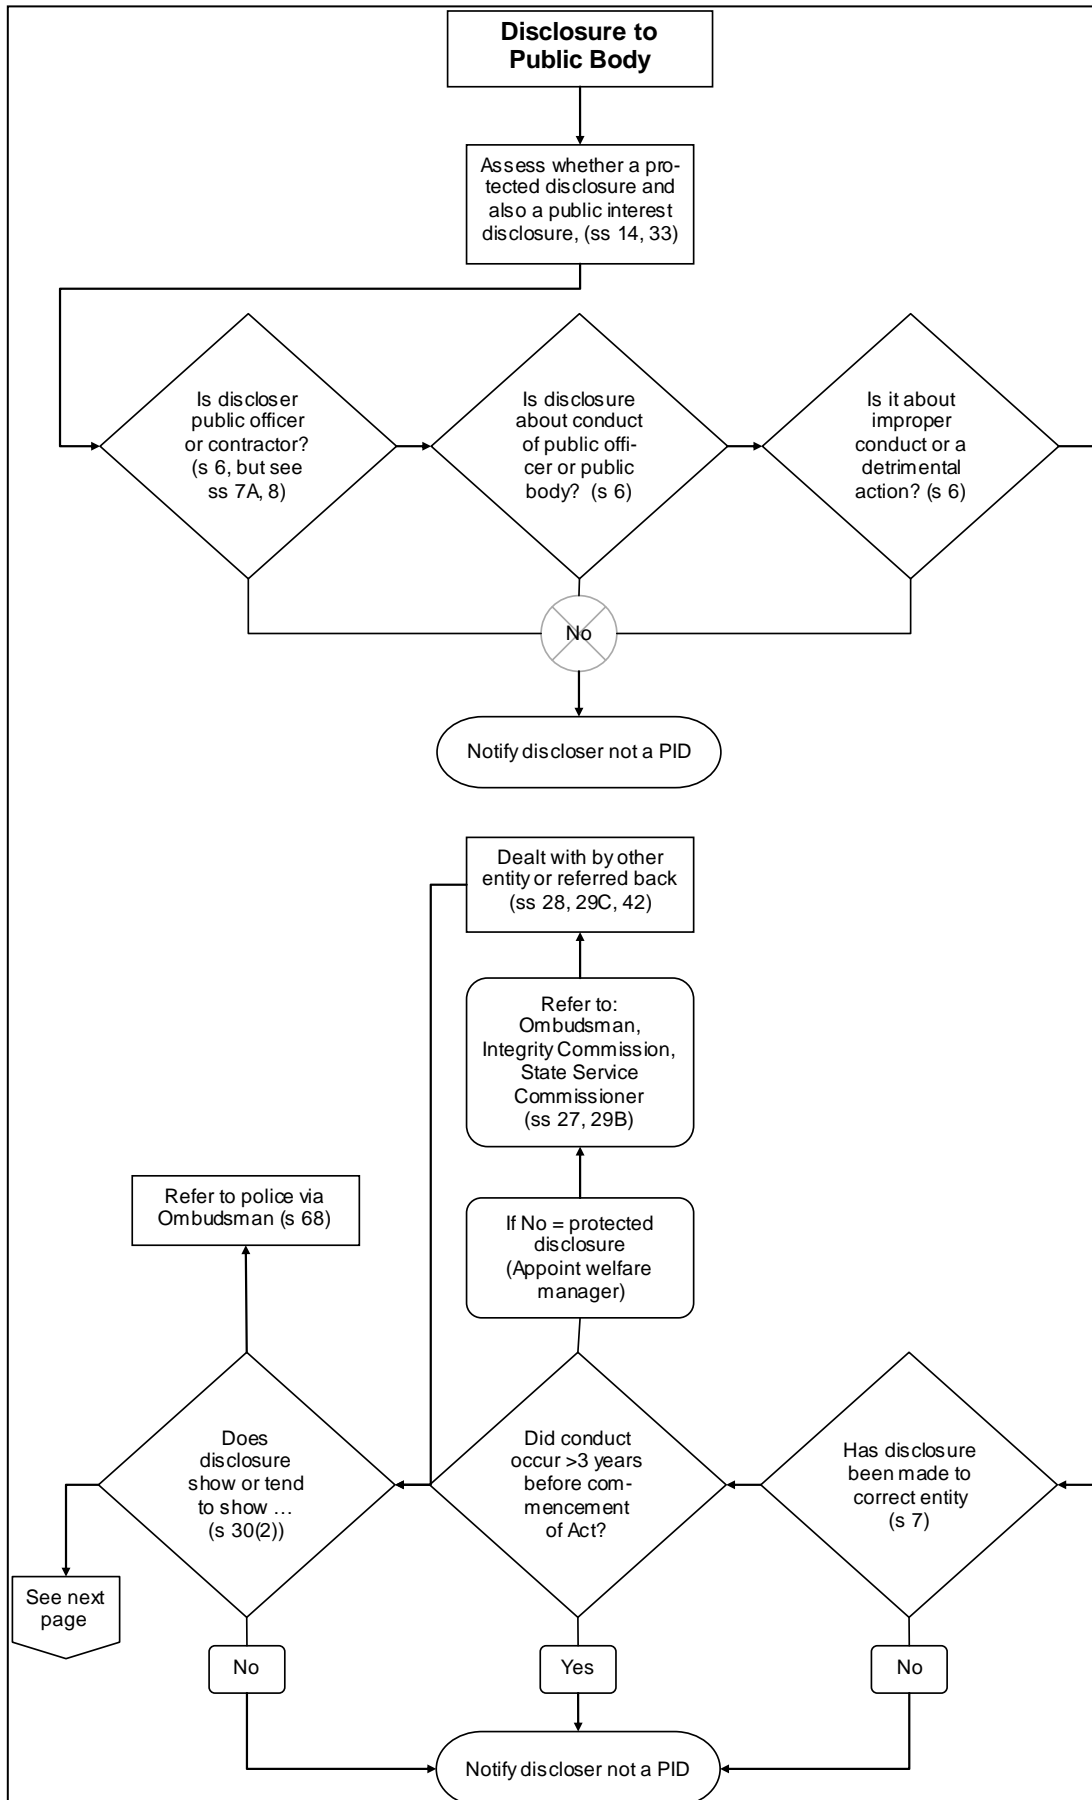 Disclosure to
Public Body
Assess whether a pro-
tected disclosure and
also a public interest
disclosure, (ss 14, 33)
Is discloser
public officer
or contractor?
(s 6, but see
ss 7A, 8)
Is disclosure
about conduct
of public offi-
cer or public
body? (s 6)
Is it about
improper
conduct or a
detrimental
action? (s 6)
No
Notify discloser not a PID
Dealt with by other
entity or referred back
(ss 28, 29C, 42)
Refer to:
Ombudsman,
Integrity Commission,
State Service
Commissioner
(ss 27, 29B)
Refer to police via
Ombudsman (s 68)
If No = protected
disclosure
(Appoint welfare
manager)
Does
disclosure
show or tend
to show …
(s 30(2))
Did conduct
occur >3 years
before com-
mencement
of Act?
Has disclosure
been made to
correct entity
(s 7)
See next
page
No
Yes
No
Notify discloser not a PID